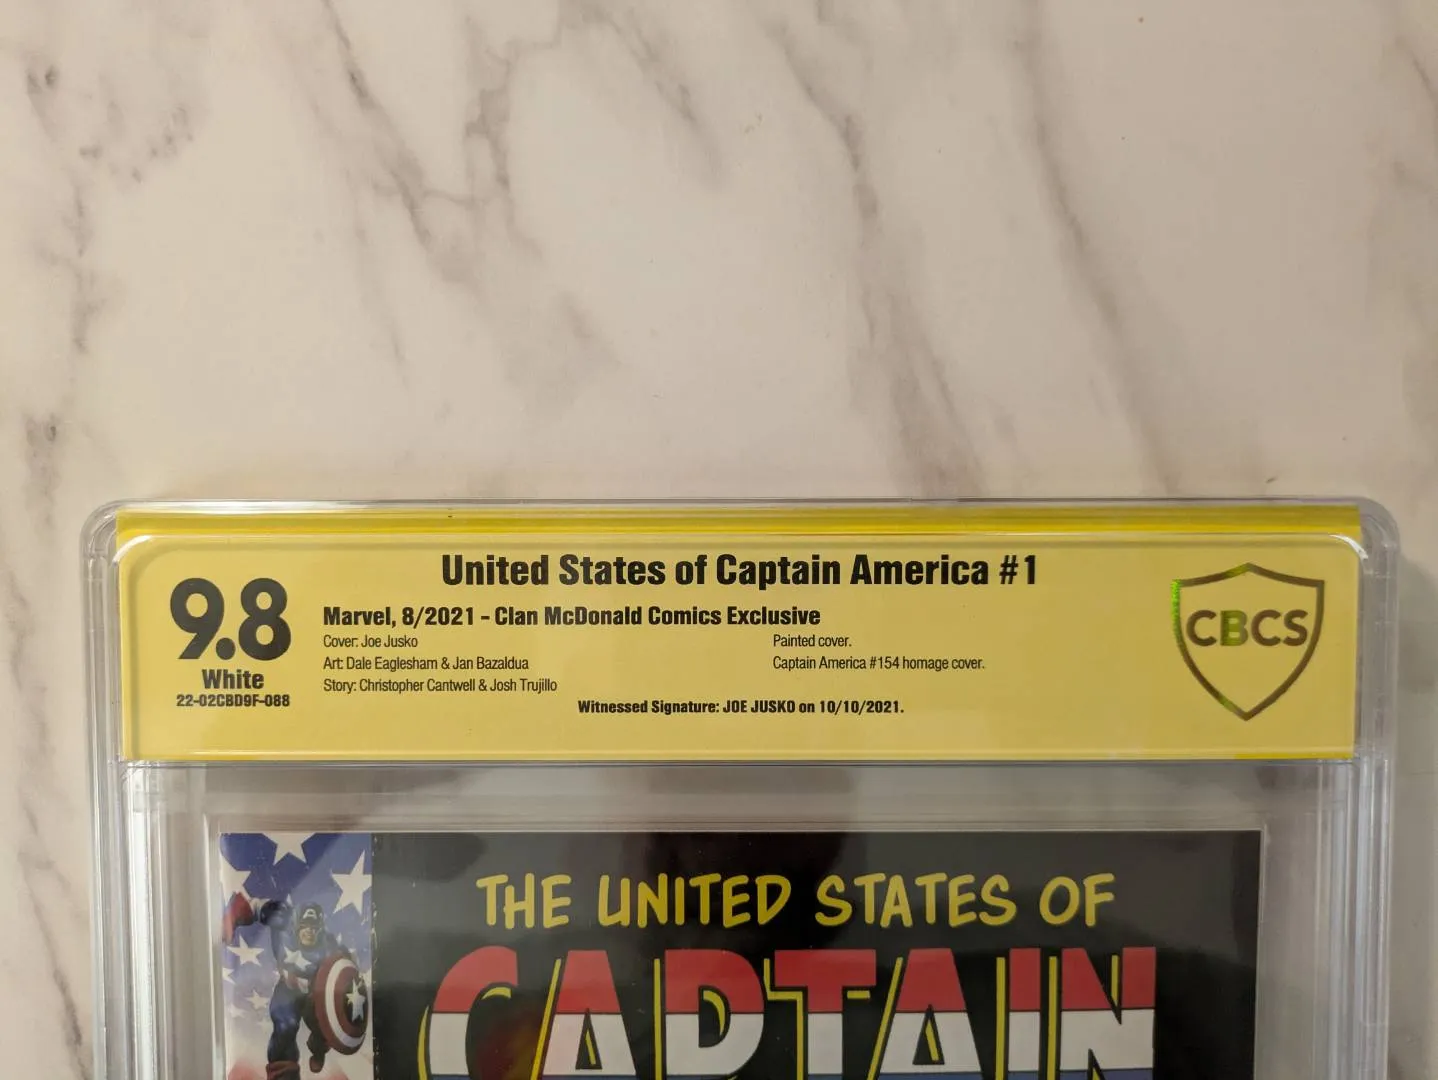 United States of Captain America #1
9.8
White
22-02CBD9F-088
Marvel, 8/2021 - Clan McDonald Comics Exclusive
Cover: Joe Jusko
Art: Dale Eaglesham & Jan Bazaldua
Story: Christopher Cantwell & Josh Trujillo
Painted cover.
Captain America #154 homage cover.
Witnessed Signature: JOE JUSKO on 10/10/2021.
CBCS
THE UNITED STATES OF
CAPTAIN